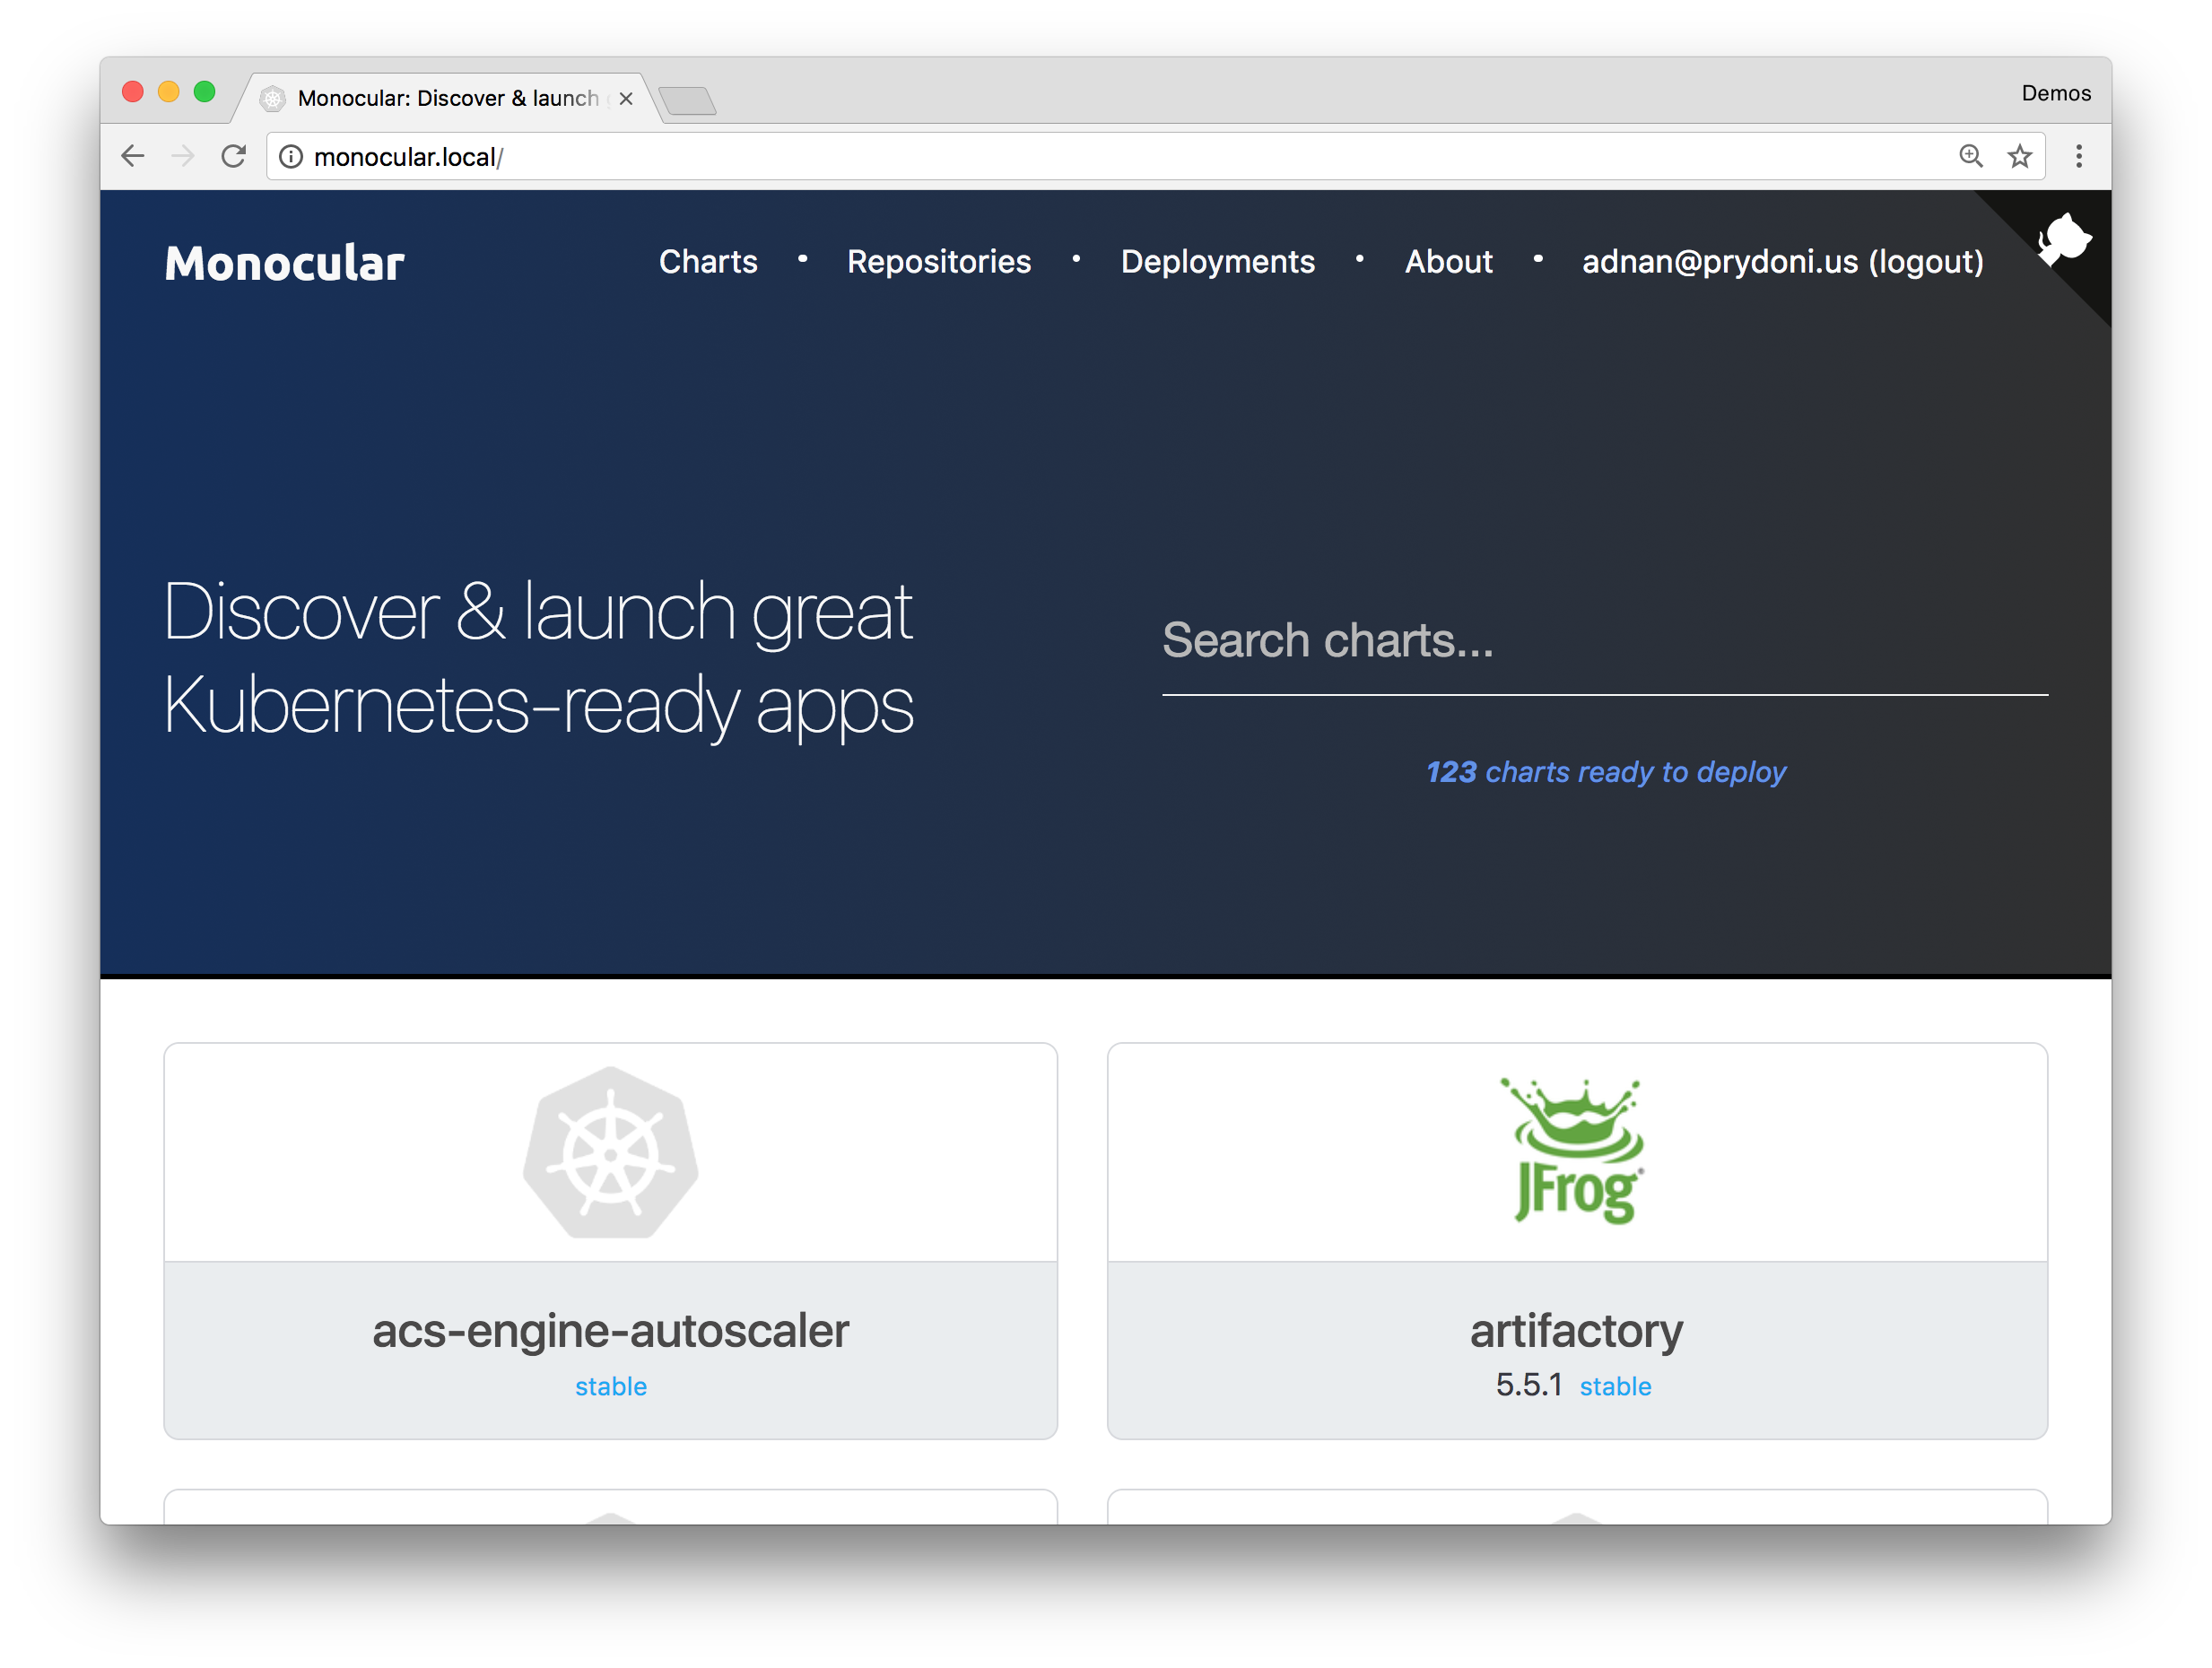 Monocular: Discover & launch
Demos
monocular.local/
Monocular
Charts • Repositories • Deployments • About • adnan@prydoni.us (logout)
Discover & launch great
Kubernetes-ready apps
Search charts...
123 charts ready to deploy
JFrog
acs-engine-autoscaler
stable
artifactory
5.5.1 stable